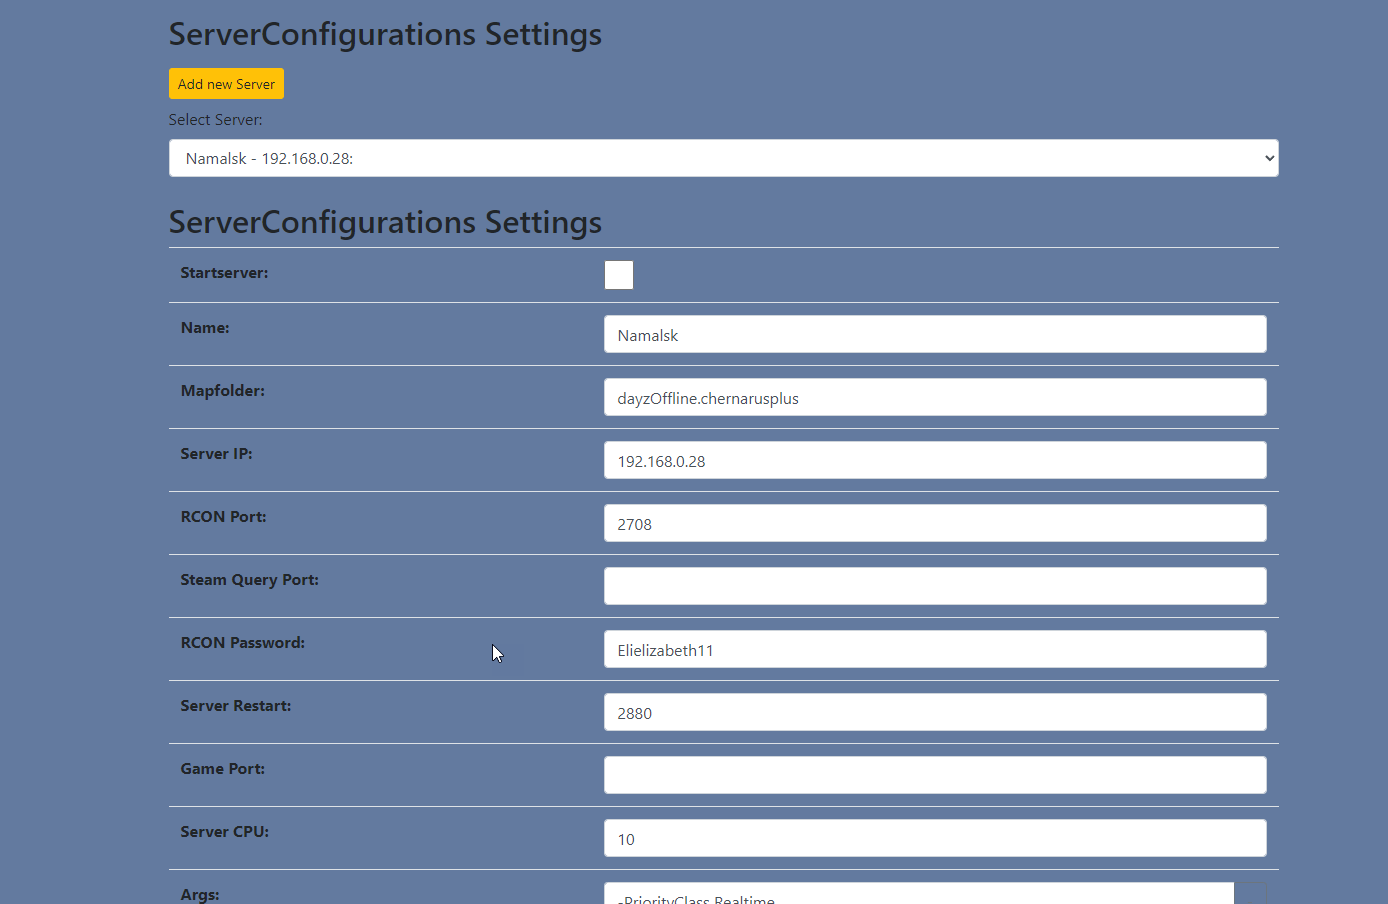 ServerConfigurations Settings
Add new Server
Select Server:
Namalsk - 192.168.0.28:
ServerConfigurations Settings
Startserver:
Name: Namalsk
Mapfolder: dayzOffline.chernarusplus
Server IP: 192.168.0.28
RCON Port: 2708
Steam Query Port:
RCON Password: Elielizabeth11
Server Restart: 2880
Game Port:
Server CPU: 10
Args: -PriorityClass Realtime